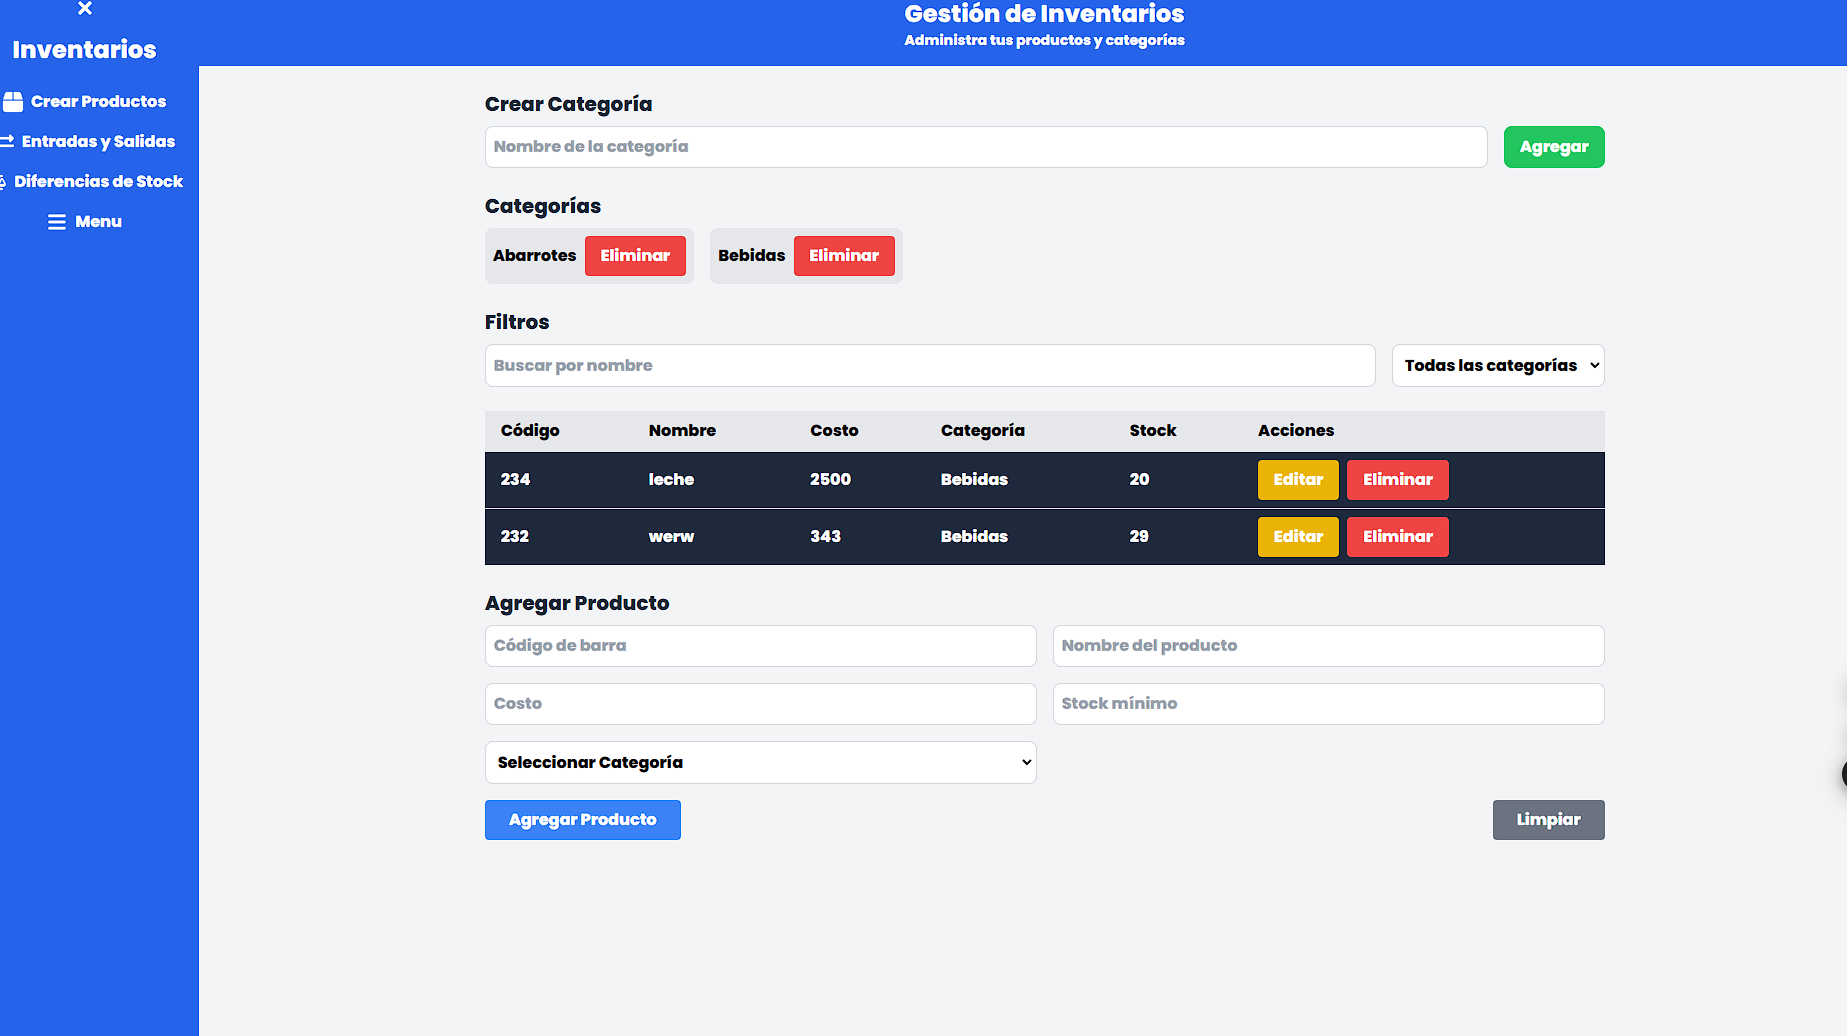 Inventarios
Crear Productos
Entradas y Salidas
Diferencias de Stock
Menu
Gestión de Inventarios
Administra tus productos y categorías
Crear Categoría
Nombre de la categoría
Agregar
Categorías
Abarrotes Eliminar Bebidas Eliminar
Filtros
Buscar por nombre
Todas las categorías
Código Nombre Costo Categoría Stock Acciones
234 leche 2500 Bebidas 20 Editar Eliminar
232 werw 343 Bebidas 29 Editar Eliminar
Agregar Producto
Código de barra
Nombre del producto
Costo
Stock mínimo
Seleccionar Categoría
Agregar Producto
Limpiar